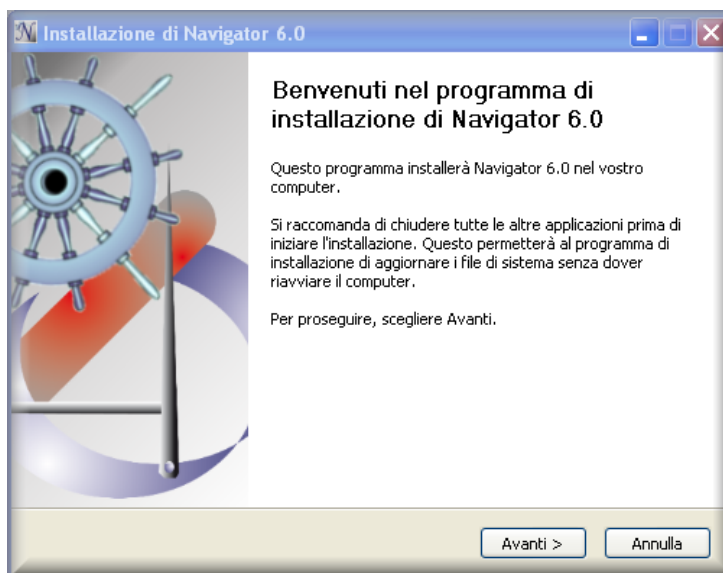 Installazione di Navigator 6.0
Benvenuti nel programma di
installazione di Navigator 6.0
Questo programma installerà Navigator 6.0 nel vostro
computer.
Si raccomanda di chiudere tutte le altre applicazioni prima di
iniziare l'installazione. Questo permetterà al programma di
installazione di aggiornare i file di sistema senza dover
riavviare il computer.
Per proseguire, scegliere Avanti.
Avanti >
Annulla